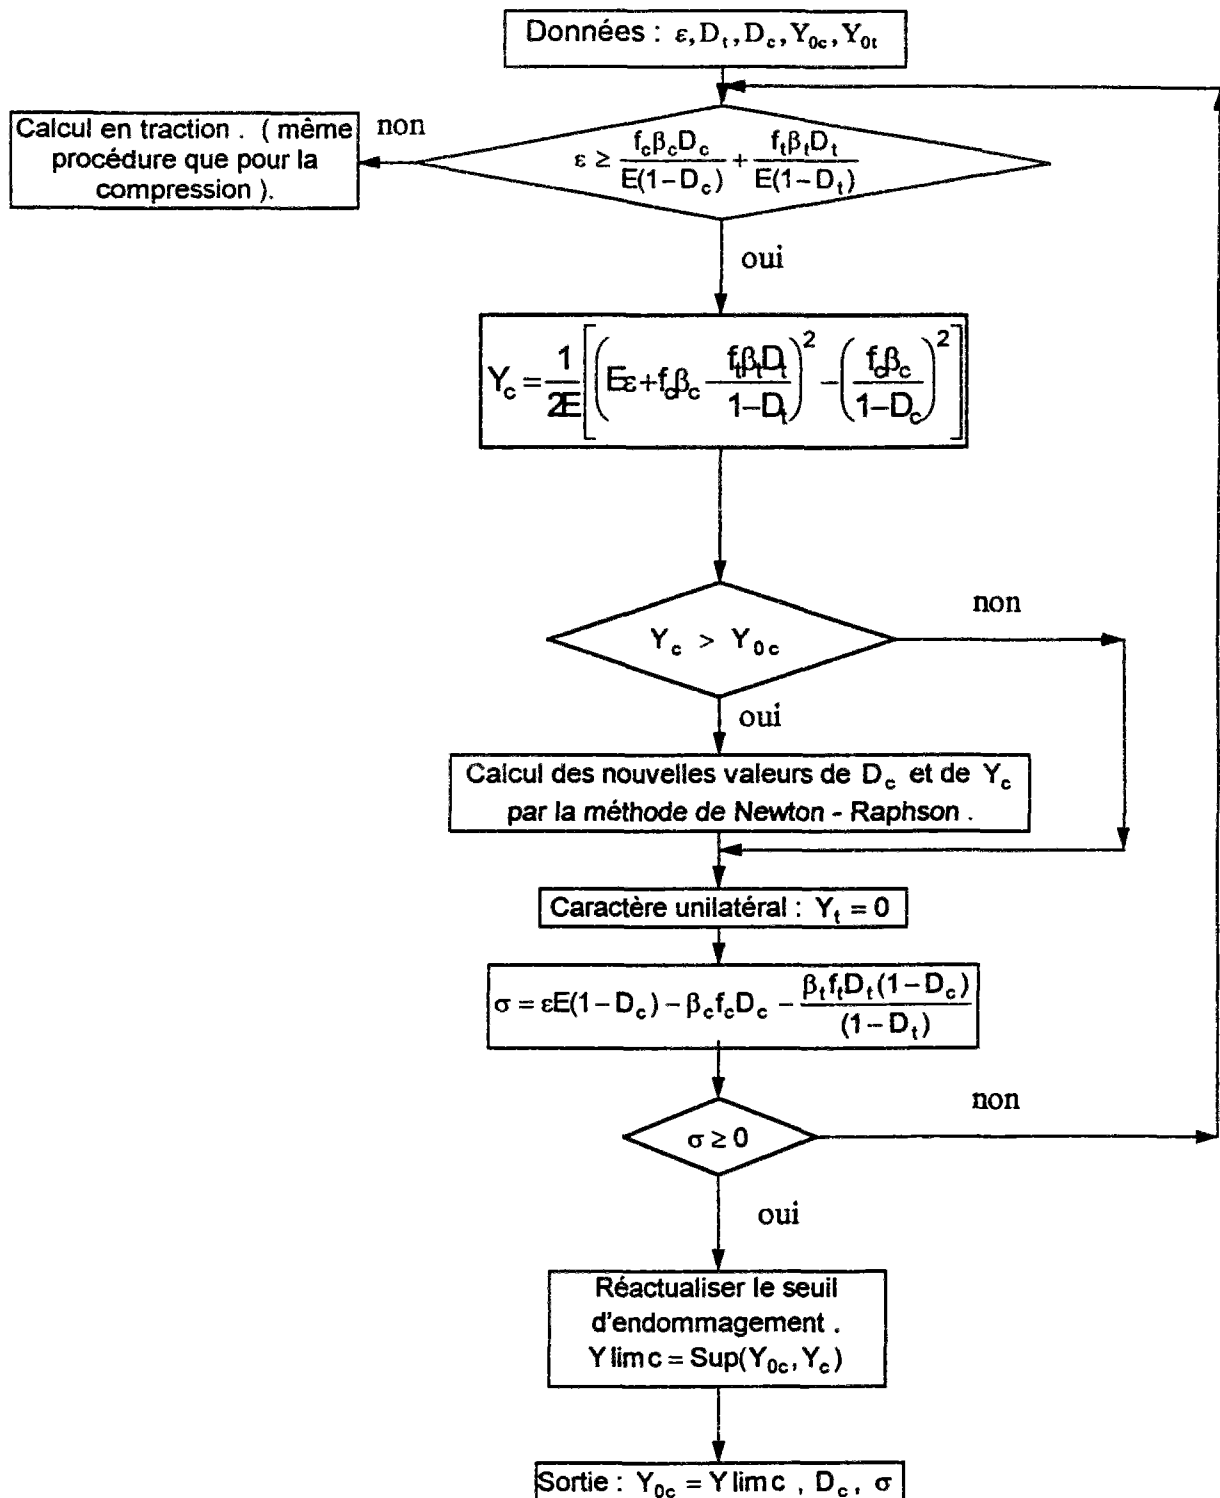 Données : ε, D_t, D_c, Y_0c, Y_0t
Calcul en traction . ( même
procédure que pour la
compression ).
non
ε ≥ f_cβ_cD_c / E(1−D_c) + f_tβ_tD_t / E(1−D_t)
oui
Y_c = 1/2E [ ( Eε + f_cβ_c − f_tβ_tD_t / 1−D_t )² − ( f_cβ_c / 1−D_c )² ]
Y_c > Y_0c
non
oui
Calcul des nouvelles valeurs de D_c et de Y_c
par la méthode de Newton - Raphson .
Caractère unilatéral : Y_t = 0
σ = εE(1−D_c) − β_cf_cD_c − β_tf_tD_t(1−D_c) / (1−D_t)
σ ≥ 0
non
oui
Réactualiser le seuil
d'endommagement .
Y lim c = Sup(Y_0c, Y_c)
Sortie : Y_0c = Y lim c , D_c, σ